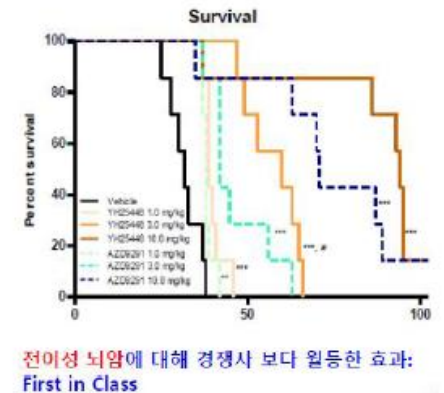 Survival
Percent survival
100
80
60
40
20
0
Vehicle
YH25448 1.0 mg/kg
YH25448 3.0 mg/kg
YH25448 10.0 mg/kg
AZD9291 1.0 mg/kg
AZD9291 3.0 mg/kg
AZD9291 10.0 mg/kg
***
***
***, #
***
***
**
0
50
100
전이성 뇌암에 대해 경쟁사 보다 월등한 효과:
First in Class